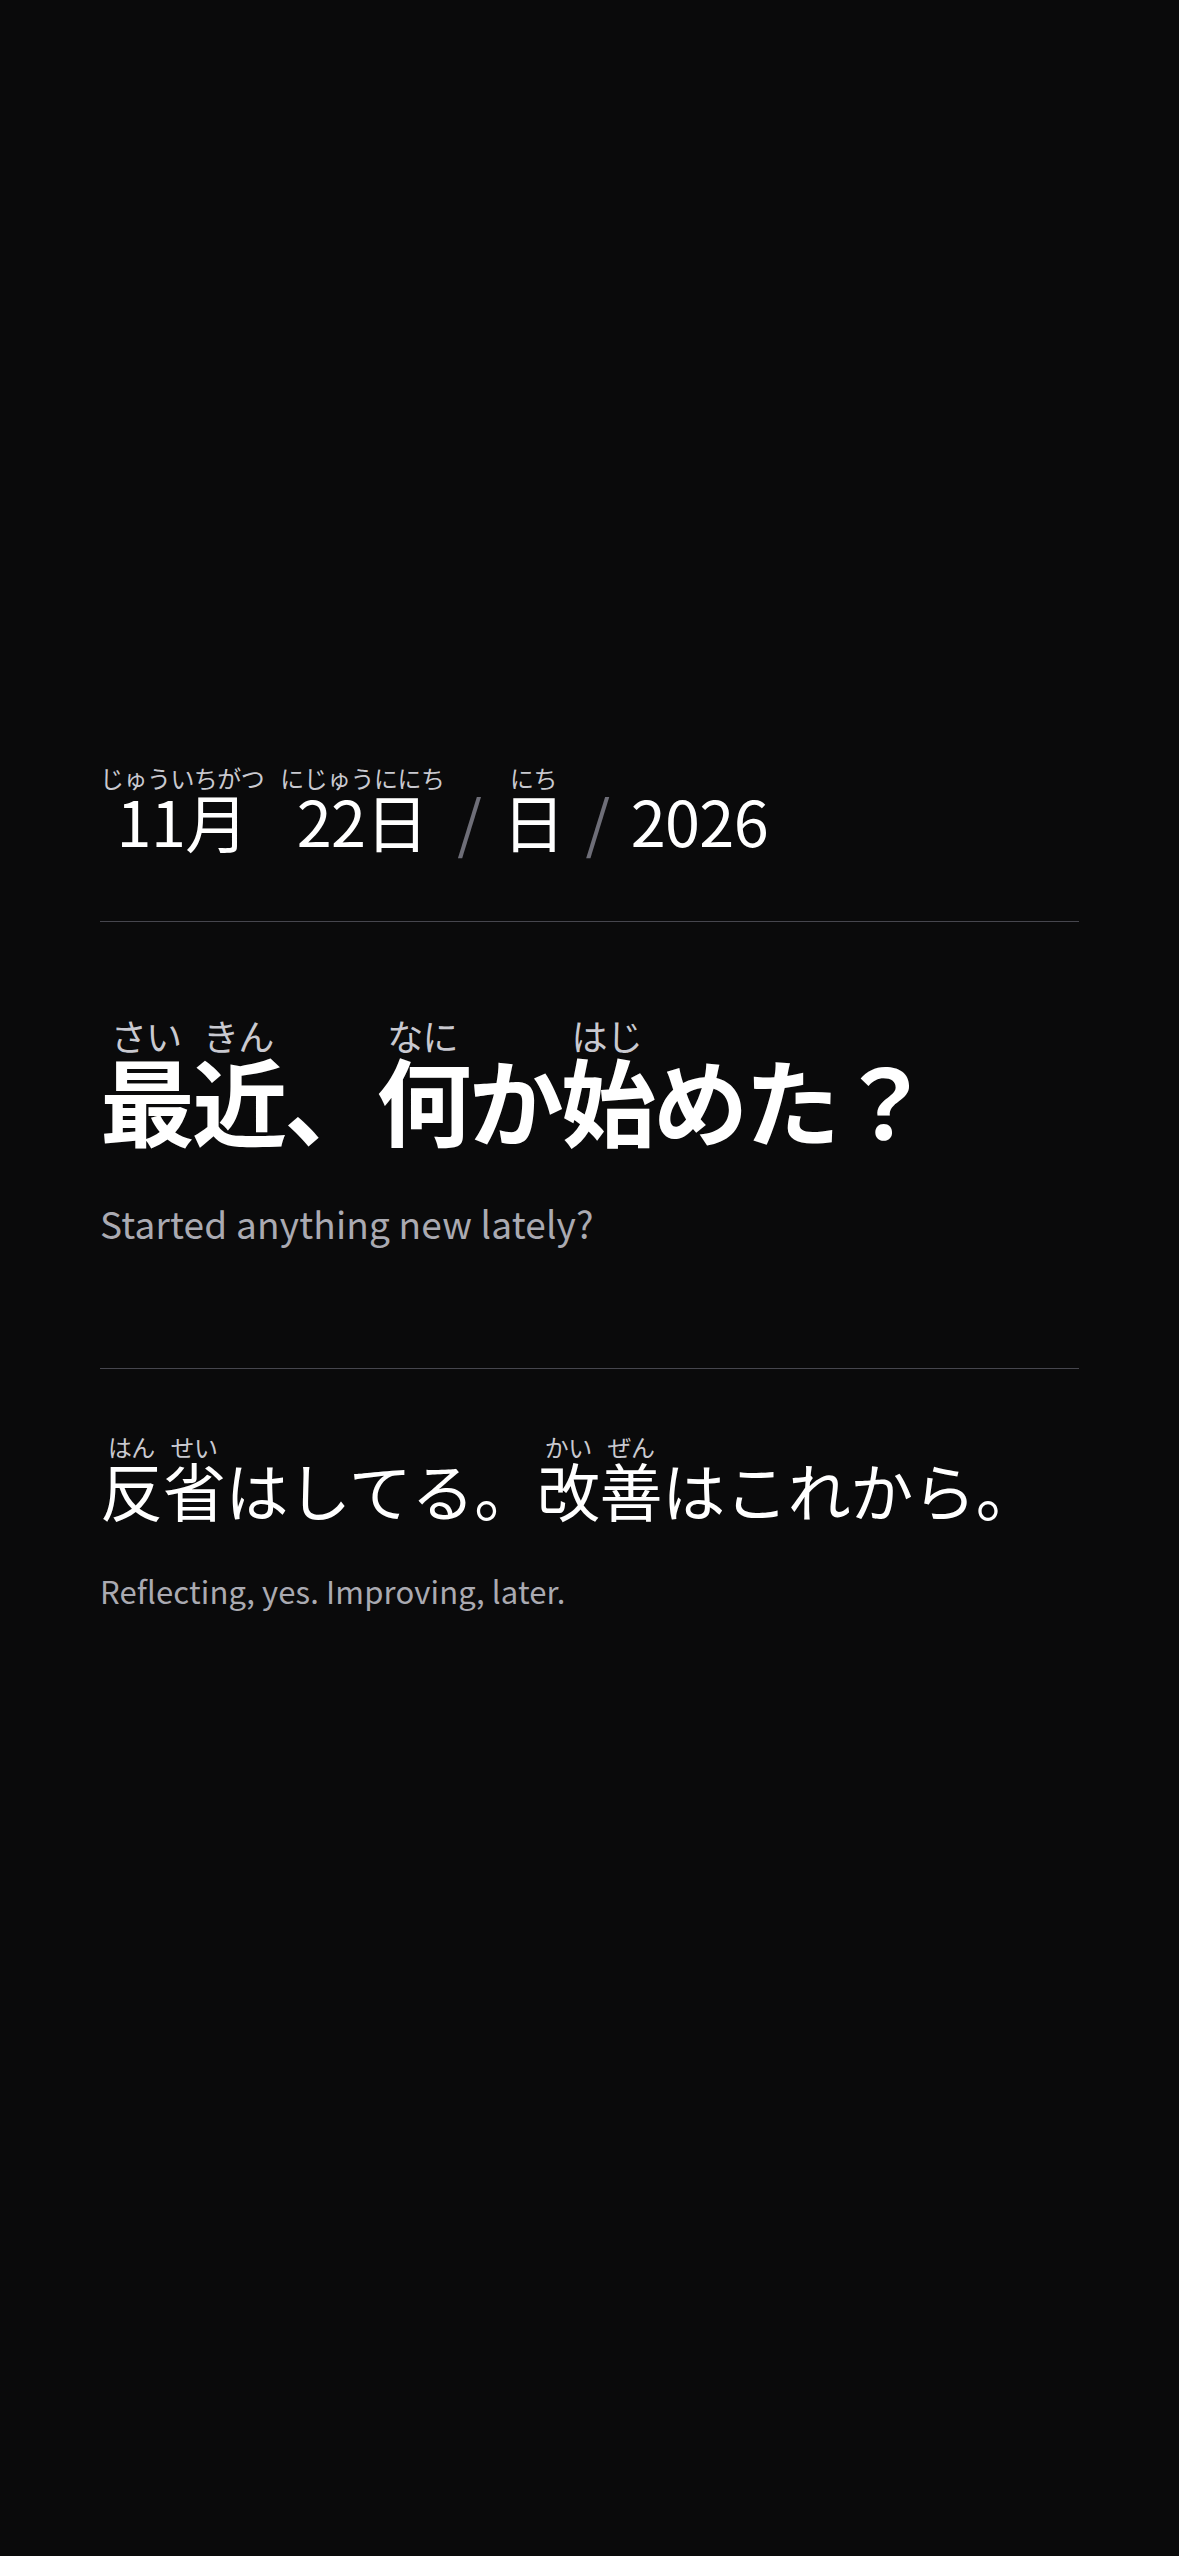 じゅういちがつ にじゅうににち にち
11月 22日 / 日 / 2026
さい きん なに はじ
最近、何か始めた？
Started anything new lately?
はん せい かい ぜん
反省はしてる。改善はこれから。
Reflecting, yes. Improving, later.